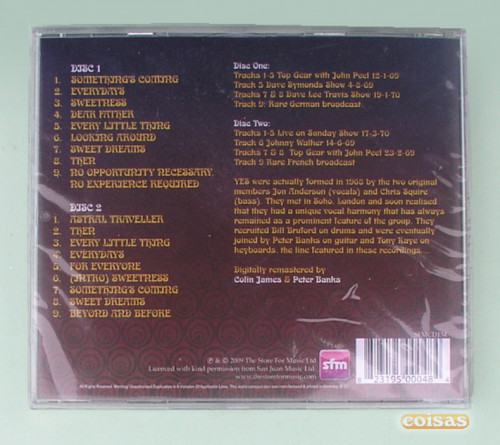 DISC 1
1. SOMETHING'S COMING
2. EVERYDAYS
3. SWEETNESS
4. DEAR FATHER
5. EVERY LITTLE THING
6. LOOKING AROUND
7. SWEET DREAMS
8. THEN
9. NO OPPORTUNITY NECESSARY,
NO EXPERIENCE REQUIRED
DISC 2
1. ASTRAL TRAVELLER
2. THEN
3. EVERY LITTLE THING
4. EVERYDAYS
5. FOR EVERYONE
6. (INTRO) SWEETNESS
7. SOMETHING'S COMING
8. SWEET DREAMS
9. BEYOND AND BEFORE
Disc One:
Tracks 1-5 Top Gear with John Peel 12-1-69
Track 5 Dave Symonds Show 4-8-69
Tracks 7 & 8 Dave Lee Travis Show 19-1-70
Track 9: Rare German broadcast.
Disc Two:
Tracks 1-5 Live on Sunday Show 17-3-70
Track 6 Johnny Walker 14-6-69
Tracks 7 & 8 Top Gear with John Peel 23-2-69
Track 9 Rare French broadcast
YES were actually formed in 1968 by the two original
members Jon Anderson (vocals) and Chris Squire
(bass). They met in Soho, London and soon realised
that they had a unique vocal harmony that has always
remained as a prominent feature of the group. They
recruited Bill Bruford on drums and were eventually
joined by Peter Banks on guitar and Tony Kaye on
keyboards, the line featured in these recordings.
Digitally remastered by
Colin James & Peter Banks
℗ & © 2009 The Store For Music Ltd
Licensed with kind permission from San Juan Music Ltd
www.thestoreformusic.com
sfm
coisas